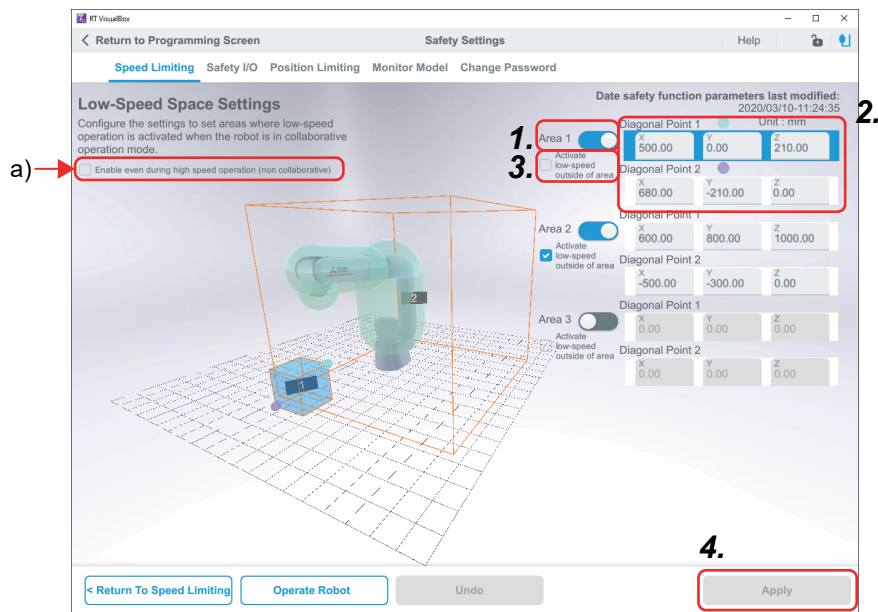 RT VisualBox
Return to Programming Screen
Safety Settings
Help
Speed Limiting
Safety I/O
Position Limiting
Monitor Model
Change Password
Low-Speed Space Settings
Configure the settings to set areas where low-speed
operation is activated when the robot is in collaborative
operation mode.
a)
Enable even during high speed operation (non collaborative)
Date safety function parameters last modified:
2020/03/10-11:24:35
Unit : mm
1.
2.
3.
Area 1
Activate
low-speed
outside of area
Diagonal Point 1
X
500.00
Y
0.00
Z
210.00
Diagonal Point 2
X
680.00
Y
-210.00
Z
0.00
Area 2
Activate
low-speed
outside of area
Diagonal Point 1
X
600.00
Y
800.00
Z
1000.00
Diagonal Point 2
X
-500.00
Y
-300.00
Z
0.00
Area 3
Activate
low-speed
outside of area
Diagonal Point 1
X
0.00
Y
0.00
Z
0.00
Diagonal Point 2
X
0.00
Y
0.00
Z
0.00
2
1
4.
< Return To Speed Limiting
Operate Robot
Undo
Apply